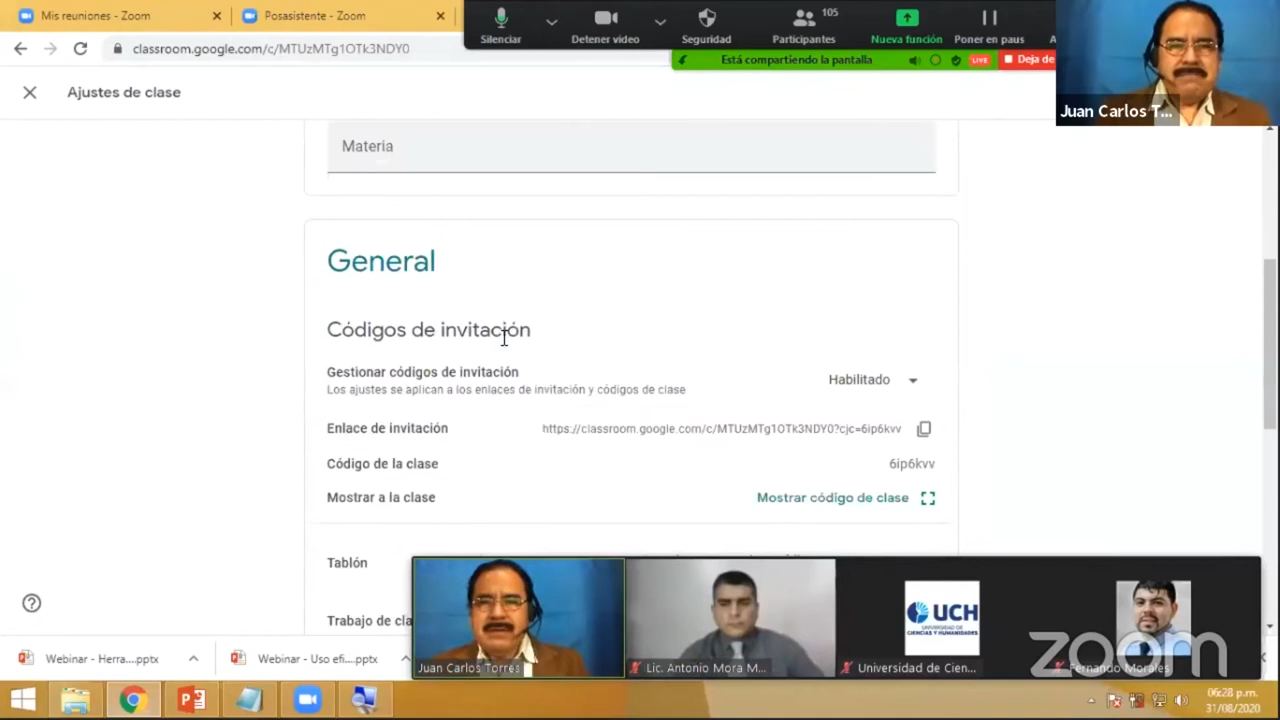 Mis reuniones - Zoom
Posasistente - Zoom
Silenciar
Detener video
Seguridad
Participantes
105
Nueva función
Poner en paus
classroom.google.com/c/MTUzMTg1OTk3NDY0
Está compartiendo la pantalla
LIVE
Deja de
Juan Carlos T...
Ajustes de clase
Materia
General
Códigos de invitación
Gestionar códigos de invitación
Los ajustes se aplican a los enlaces de invitación y códigos de clase
Habilitado
Enlace de invitación
https://classroom.google.com/c/MTUzMTg1OTk3NDY0?cjc=6ip6kvv
Código de la clase
6ip6kvv
Mostrar a la clase
Mostrar código de clase
Tablón
Trabajo de cla
Juan Carlos Torres
Lic. Antonio Mora M...
UCH
UNIVERSIDAD DE
CIENCIAS Y HUMANIDADES
Universidad de Cien...
Fernando Morales
zoom
Webinar - Herra....pptx
Webinar - Uso efi....pptx
06:28 p.m.
31/08/2020